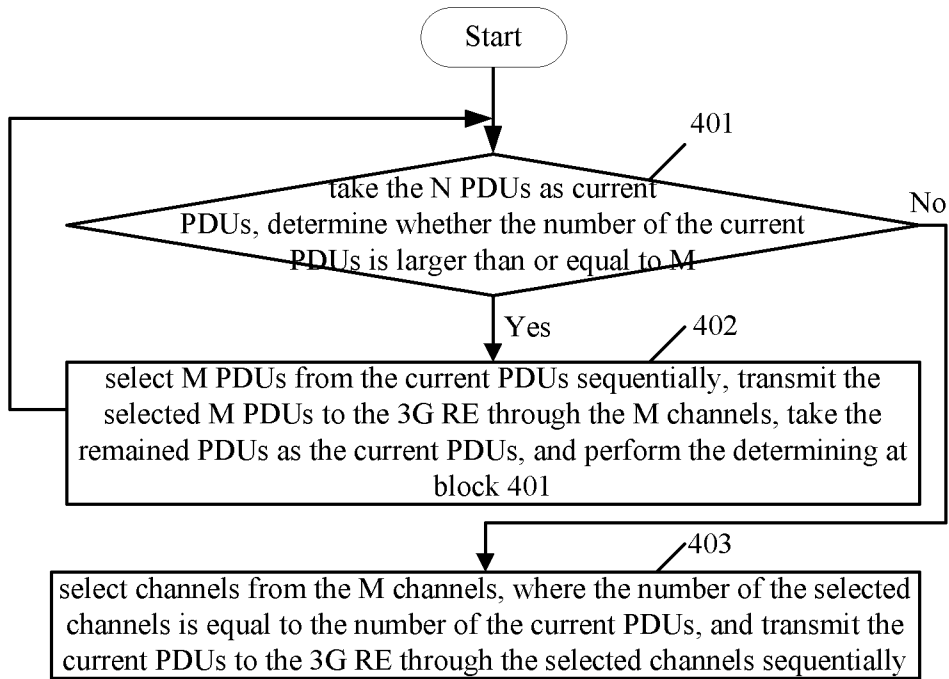 Start
401
take the N PDUs as current
PDUs, determine whether the number of the current
PDUs is larger than or equal to M
No
Yes
402
select M PDUs from the current PDUs sequentially, transmit the
selected M PDUs to the 3G RE through the M channels, take the
remained PDUs as the current PDUs, and perform the determining at
block 401
403
select channels from the M channels, where the number of the selected
channels is equal to the number of the current PDUs, and transmit the
current PDUs to the 3G RE through the selected channels sequentially